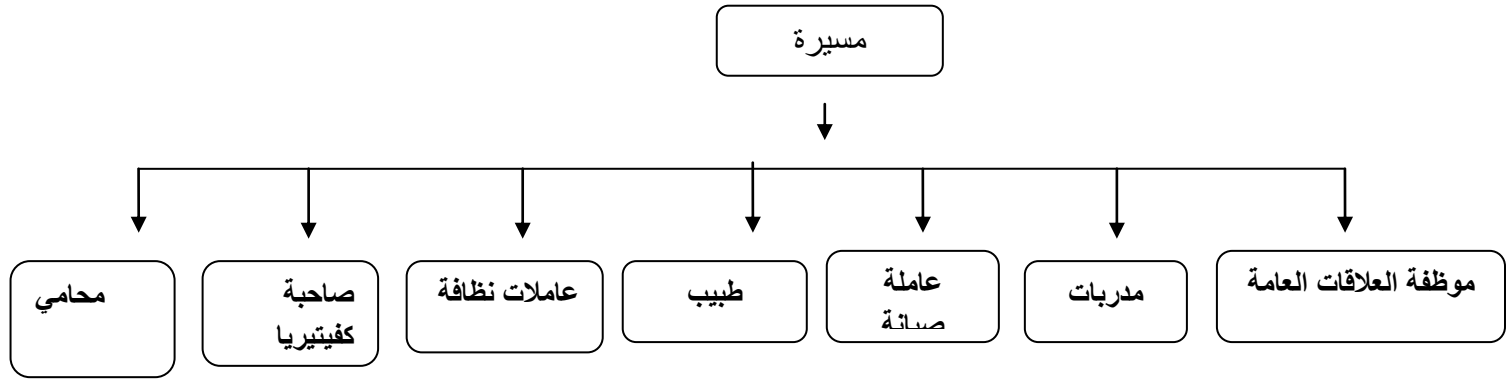 مسيرة
موظفة العلاقات العامة
مدربات
عاملة
صيانة
طبيب
عاملات نظافة
صاحبة
كفيتيريا
محامي